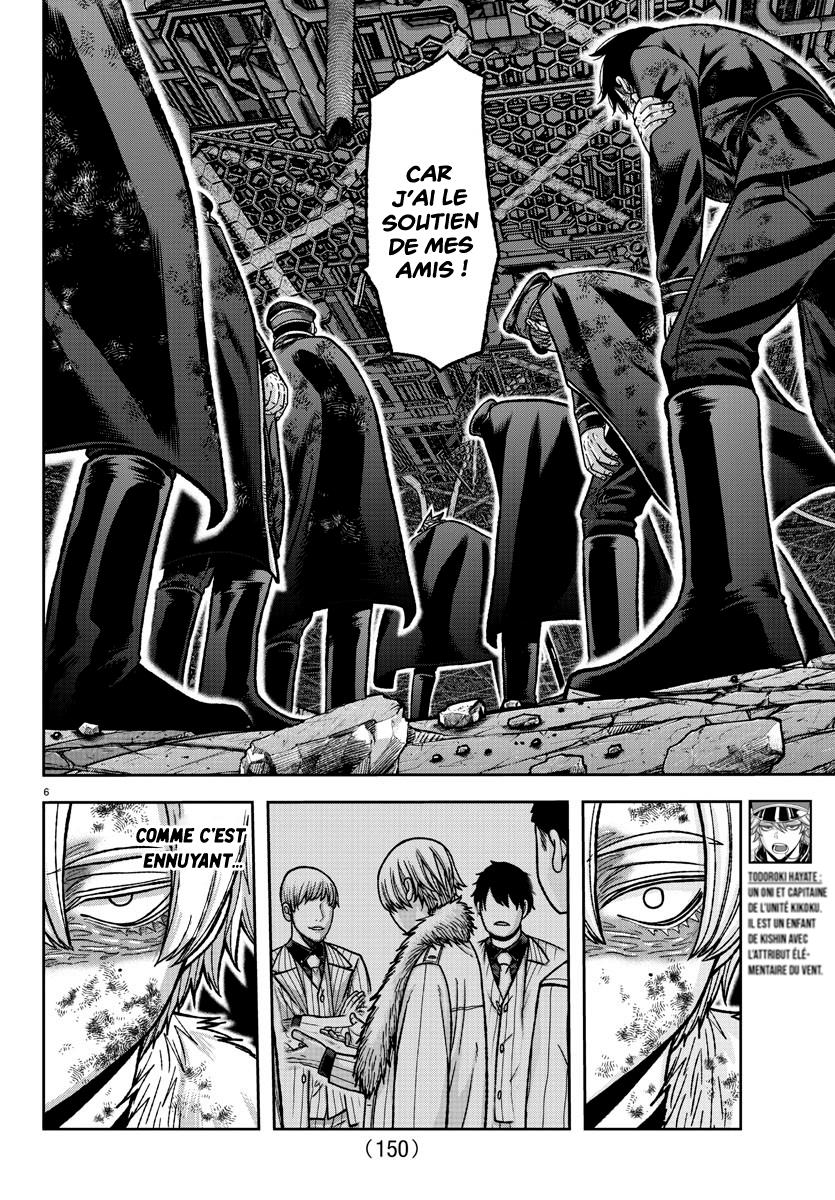 CAR
J'AI LE
SOUTIEN
DE MES
AMIS !
6
TODOROKI HAYATE :
UN ONI ET CAPITAINE
DE L'UNITÉ KIKOKU.
IL EST UN ENFANT
DE KISHIN AVEC
L'ATTRIBUT ÉLÉ-
MENTAIRE DU VENT.
COMME C'EST
ENNUYANT...
(150)